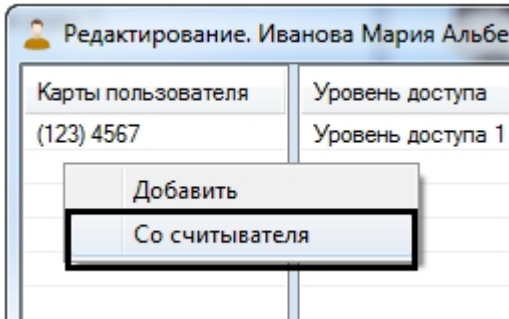 Редактирование. Иванова Мария Альбе
Карты пользователя Уровень доступа
(123) 4567 Уровень доступа 1
Добавить
Со считывателя